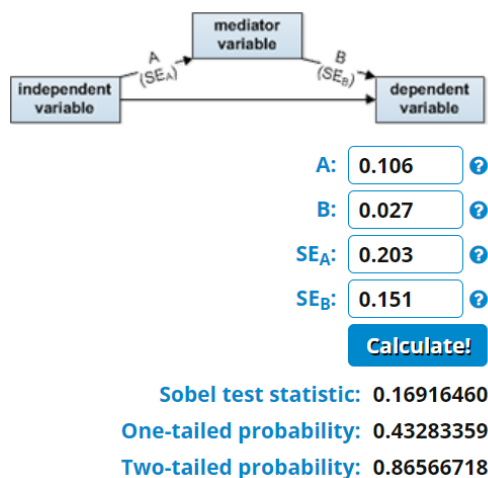 mediator
variable
A
(SEA)
B
(SEB)
independent
variable
dependent
variable
A: 0.106
B: 0.027
SEA: 0.203
SEB: 0.151
Calculate!
Sobel test statistic: 0.16916460
One-tailed probability: 0.43283359
Two-tailed probability: 0.86566718